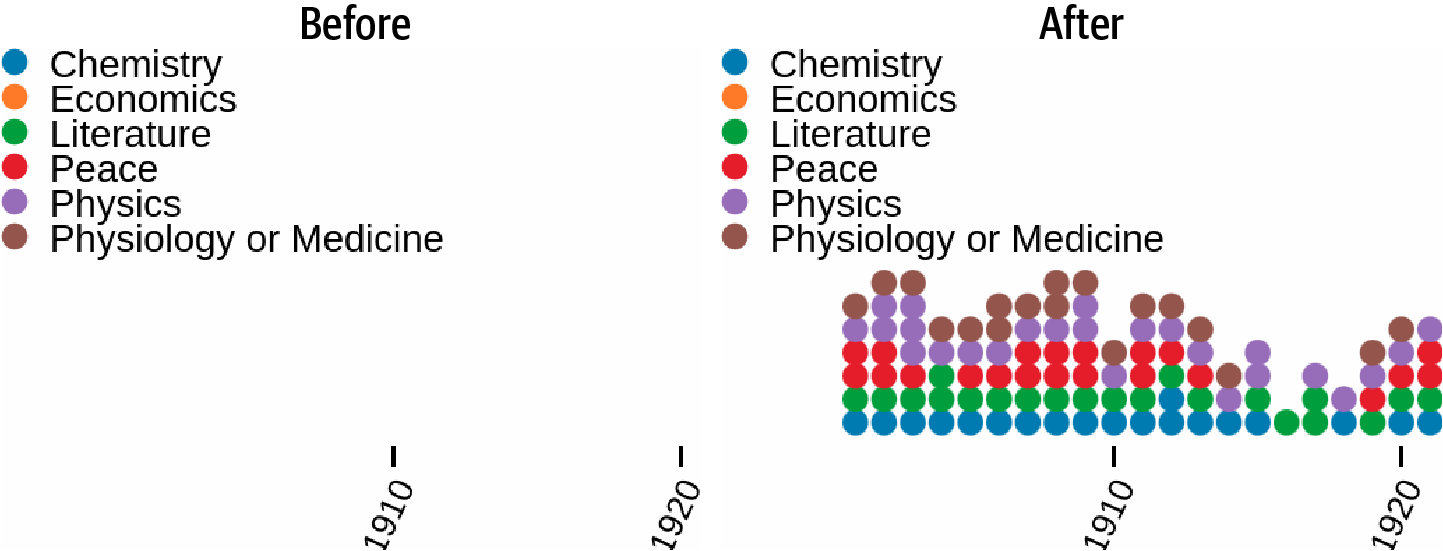 Before
Chemistry
Economics
Literature
Peace
Physics
Physiology or Medicine
1910
1920
After
Chemistry
Economics
Literature
Peace
Physics
Physiology or Medicine
1910
1920